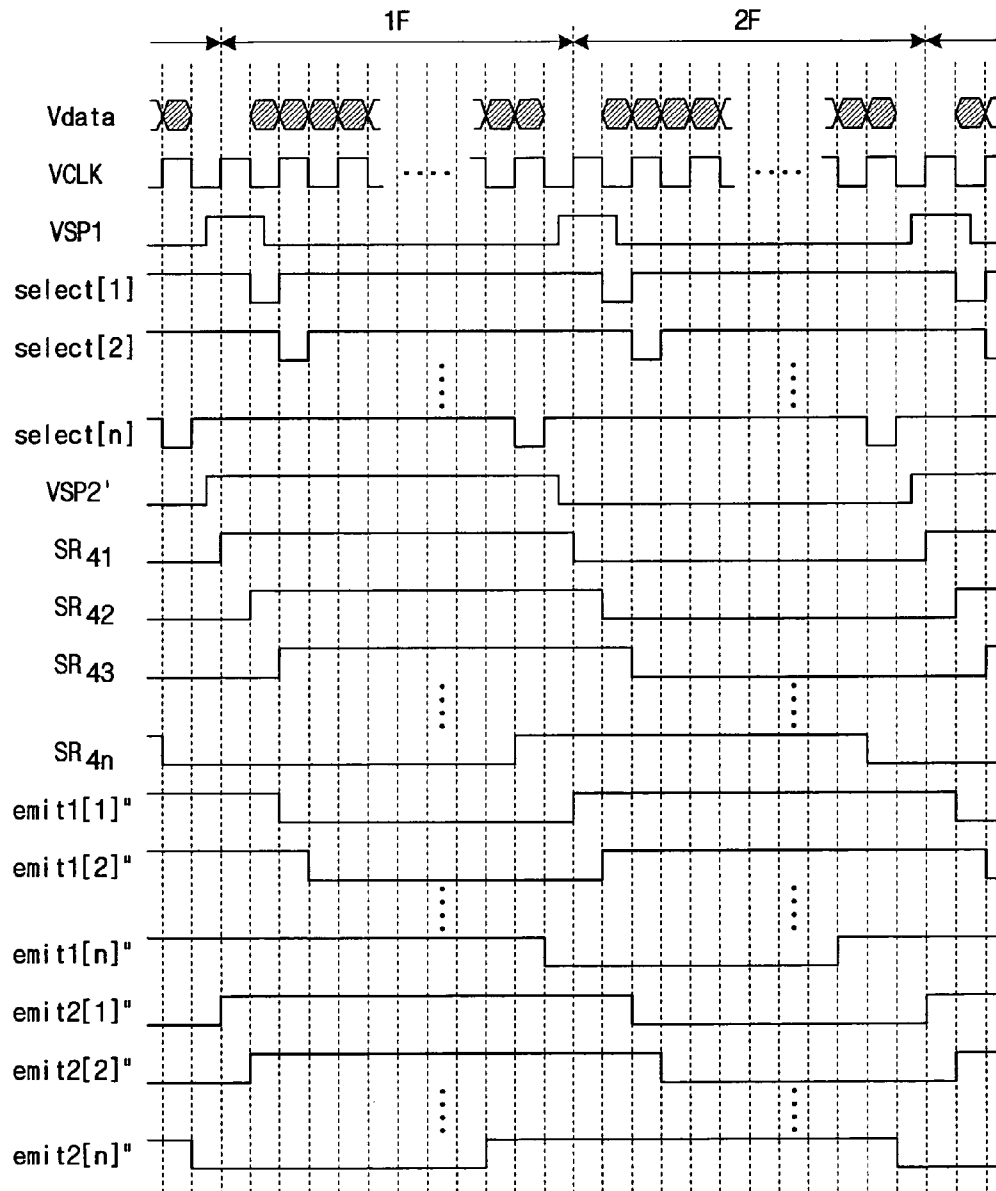 1F 2F
Vdata
VCLK
VSP1
select[1]
select[2]
select[n]
VSP2'
SR41
SR42
SR43
SR4n
emit1[1]"
emit1[2]"
emit1[n]"
emit2[1]"
emit2[2]"
emit2[n]"